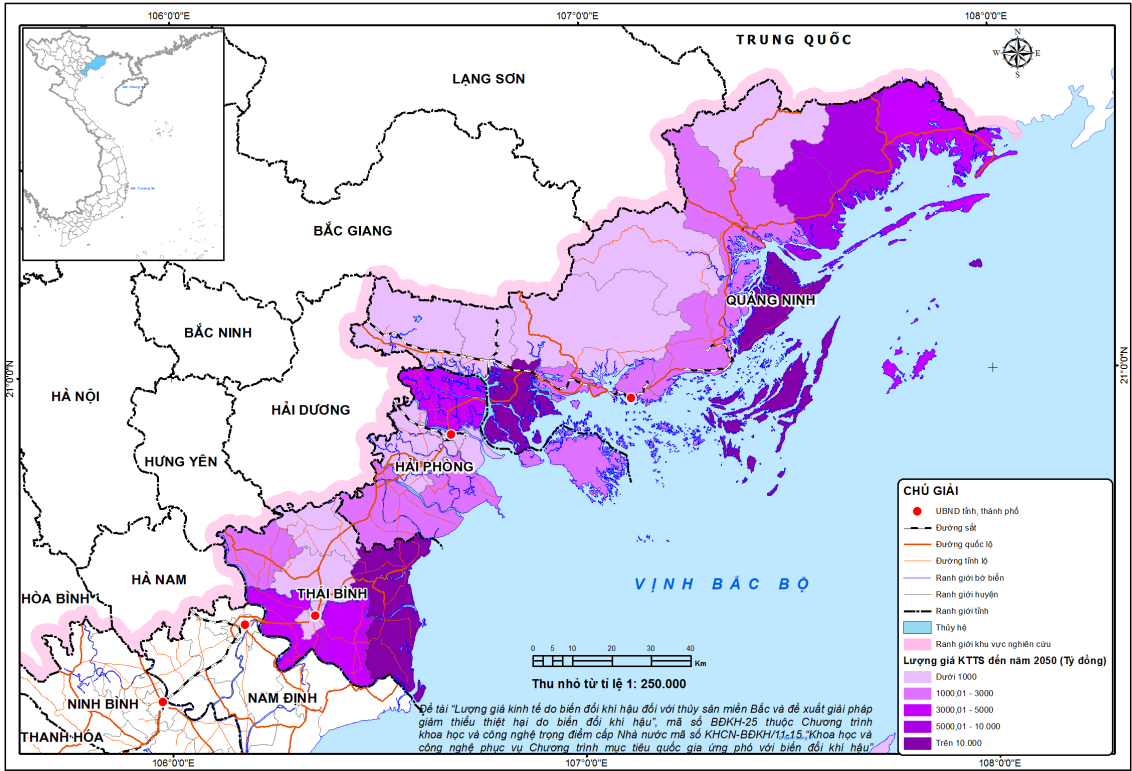 106°0'0"E
107°0'0"E
108°0'0"E
TRUNG QUỐC
N
W
E
S
LẠNG SƠN
BẮC GIANG
BẮC NINH
QUẢNG NINH
21°0'0"N
21°0'0"N
HÀ NỘI
HẢI DƯƠNG
HƯNG YÊN
HẢI PHÒNG
HÀ NAM
THÁI BÌNH
HÒA BÌNH
VỊNH BẮC BỘ
NAM ĐỊNH
NINH BÌNH
THANH HÓA
CHÚ GIẢI
UBND tỉnh, thành phố
Đường sắt
Đường quốc lộ
Đường tỉnh lộ
Ranh giới bờ biển
Ranh giới huyện
Ranh giới tỉnh
Thủy hệ
Ranh giới khu vực nghiên cứu
Lượng giá KTTS đến năm 2050 (Tỷ đồng)
Dưới 1000
1000,01 - 3000
3000,01 - 5000
5000,01 - 10.000
Trên 10.000
0 5 10 20 30 40
Km
Thu nhỏ từ tỉ lệ 1: 250.000
Đề tài "Lượng giá kinh tế do biến đổi khí hậu đối với thủy sản miền Bắc và đề xuất giải pháp
giảm thiểu thiệt hại do biến đổi khí hậu", mã số BĐKH-25 thuộc Chương trình
khoa học và công nghệ trọng điểm cấp Nhà nước mã số KHCN-BĐKH/11-15 "Khoa học và
công nghệ phục vụ Chương trình mục tiêu quốc gia ứng phó với biến đổi khí hậu"
106°0'0"E
107°0'0"E
108°0'0"E